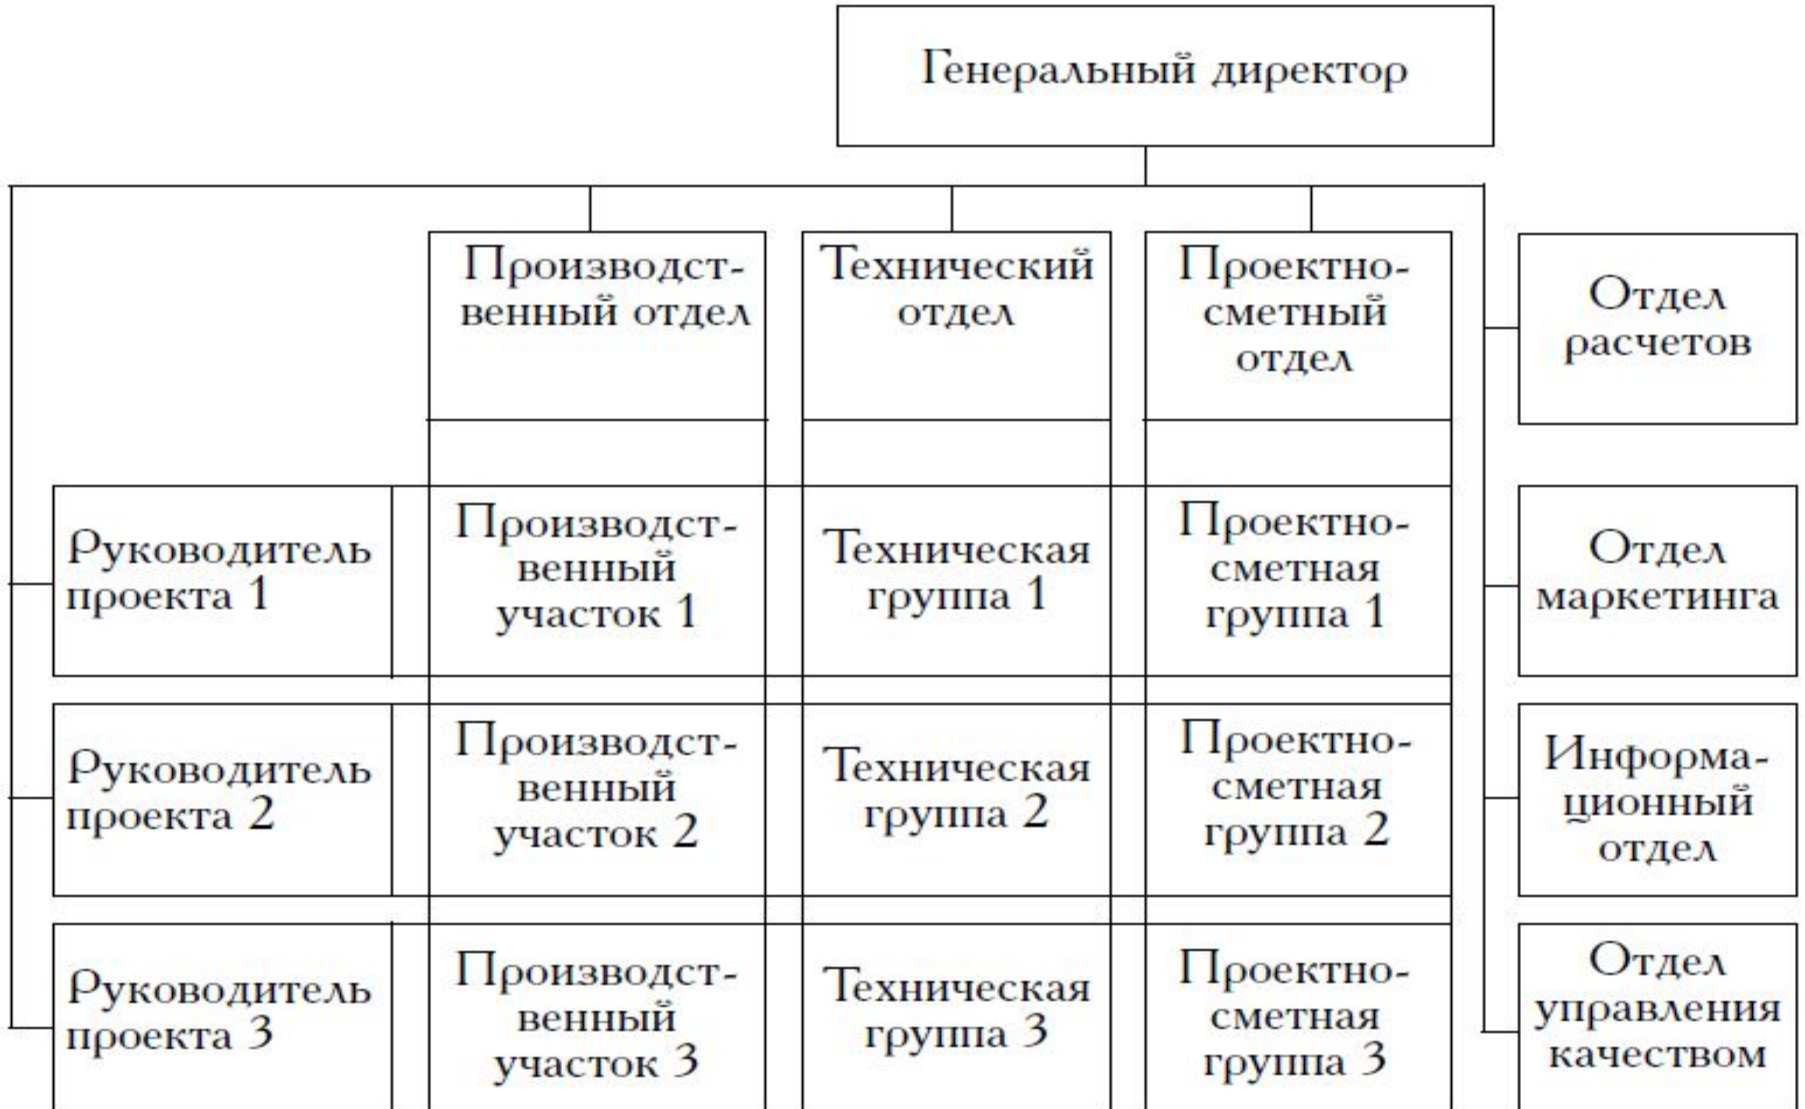 Генеральный директор
Производст-
венный отдел
Технический
отдел
Проектно-
сметный
отдел
Отдел
расчетов
Руководитель
проекта 1
Производст-
венный
участок 1
Техническая
группа 1
Проектно-
сметная
группа 1
Отдел
маркетинга
Руководитель
проекта 2
Производст-
венный
участок 2
Техническая
группа 2
Проектно-
сметная
группа 2
Информа-
ционный
отдел
Руководитель
проекта 3
Производст-
венный
участок 3
Техническая
группа 3
Проектно-
сметная
группа 3
Отдел
управления
качеством